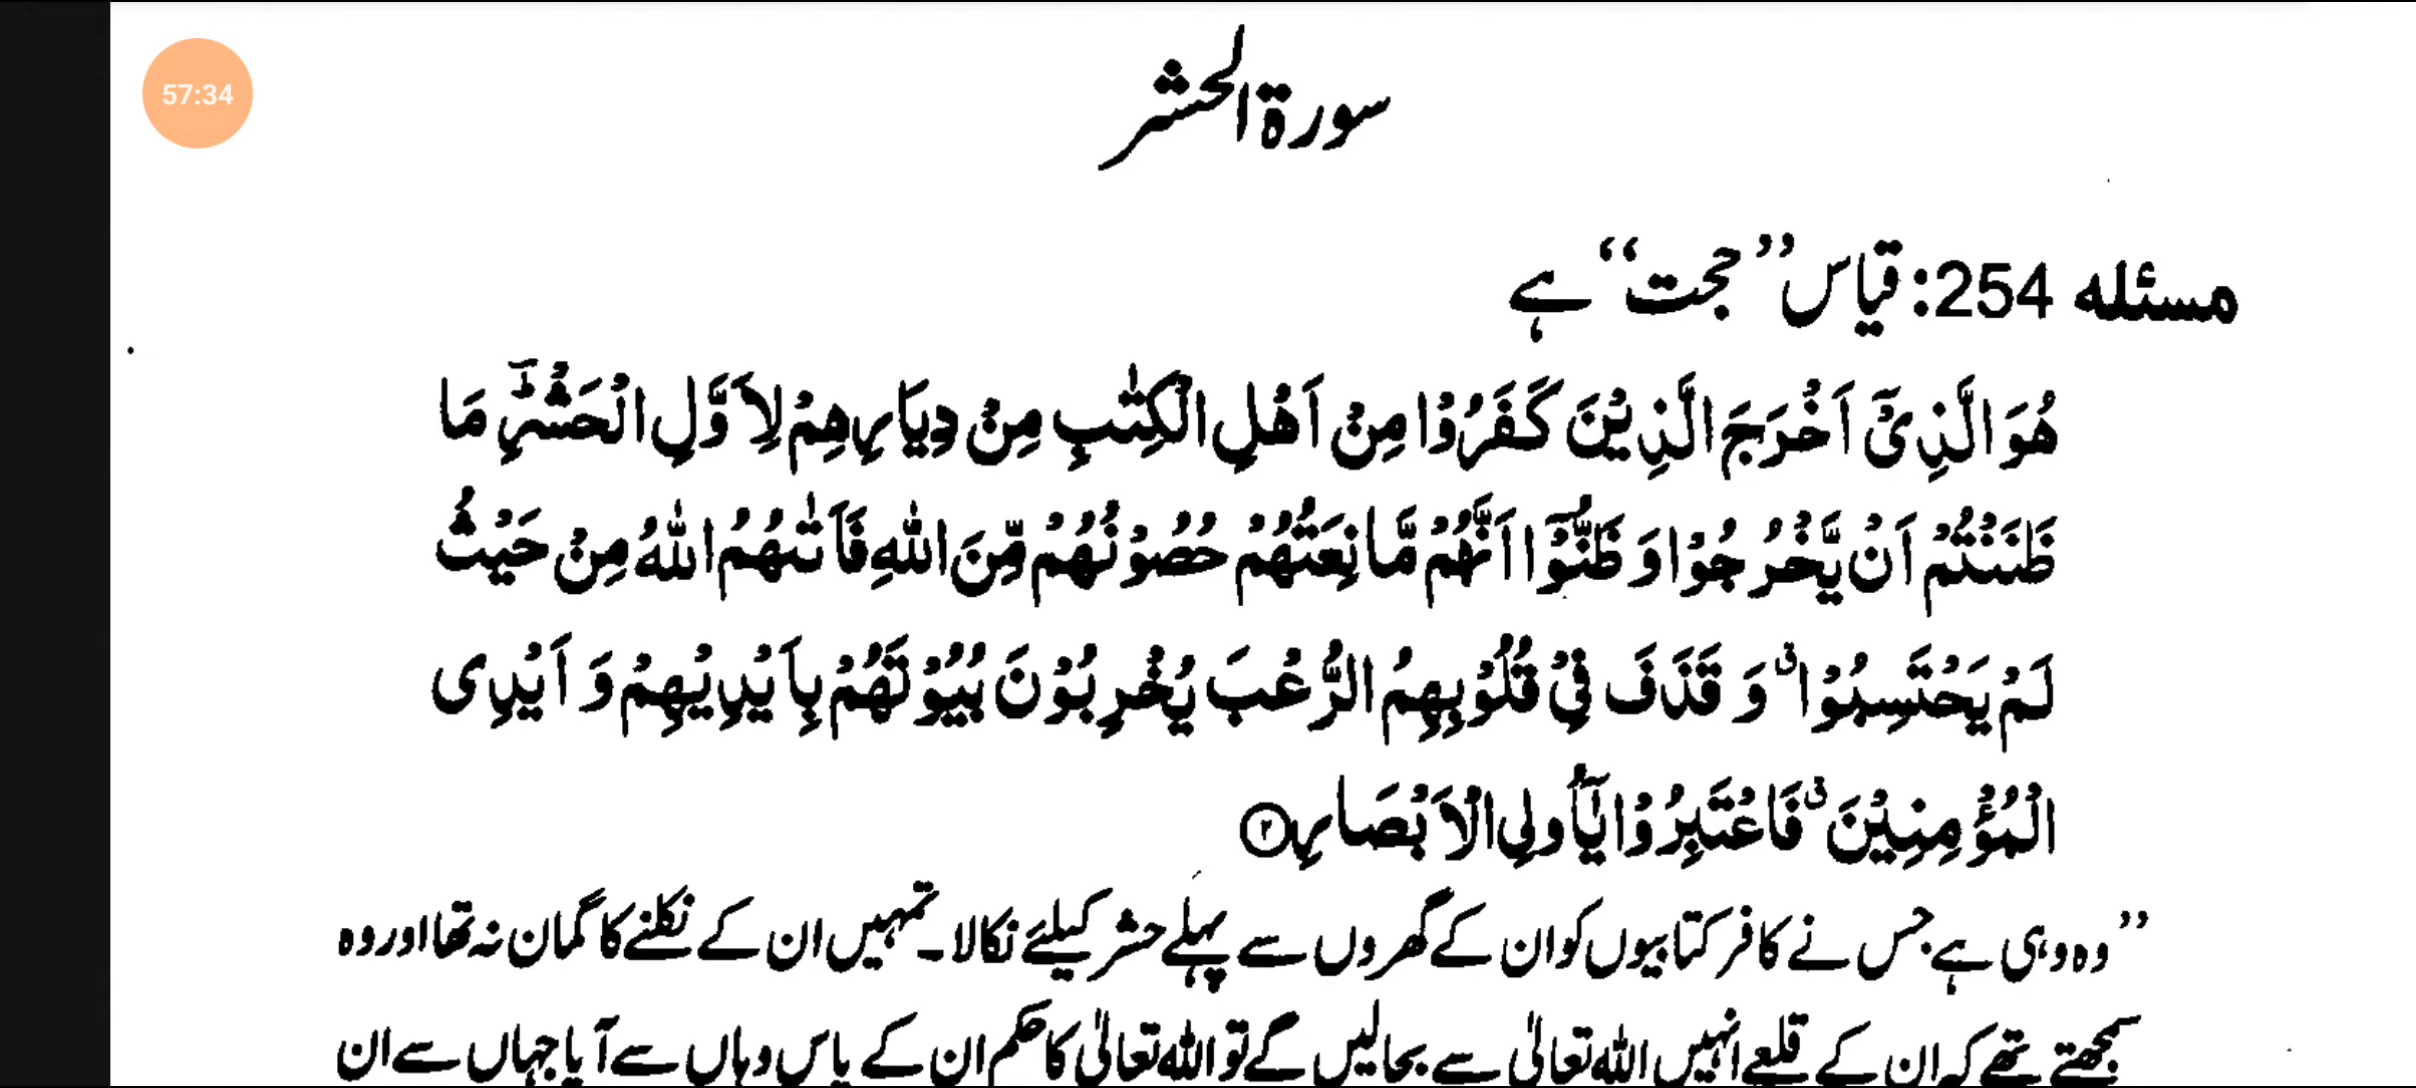 57:34
سورة الحشر
مسئلہ 254: قیاس ’’حجت‘‘ ہے
هُوَ الَّذِیْۤ اَخْرَجَ الَّذِیْنَ كَفَرُوْا مِنْ اَهْلِ الْكِتٰبِ مِنْ دِیَارِهِمْ لِاَوَّلِ الْحَشْرِ ؔؕ مَا
ظَنَنْتُمْ اَنْ یَّخْرُجُوْا وَ ظَنُّوْۤا اَنَّهُمْ مَّانِعَتُهُمْ حُصُوْنُهُمْ مِّنَ اللّٰهِ فَاَتٰىهُمُ اللّٰهُ مِنْ حَیْثُ
لَمْ یَحْتَسِبُوْا ۗ وَ قَذَفَ فِیْ قُلُوْبِهِمُ الرُّعْبَ یُخْرِبُوْنَ بُیُوْتَهُمْ بِاَیْدِیْهِمْ وَ اَیْدِی
الْمُؤْمِنِیْنَ ۗ فَاعْتَبِرُوْا یٰۤاُولِی الْاَبْصَارِ ﴿۲﴾
’’وہ وہی ہے جس نے کافر کتابیوں کو ان کے گھروں سے پہلے حشر کیلئے نکالا۔ تمہیں ان کے نکلنے کا گمان نہ تھا اور وہ
سمجھتے تھے کہ ان کے قلعے انہیں اللہ تعالیٰ سے بچالیں گے تو اللہ تعالیٰ کا حکم ان کے پاس وہاں سے آیا جہاں سے ان